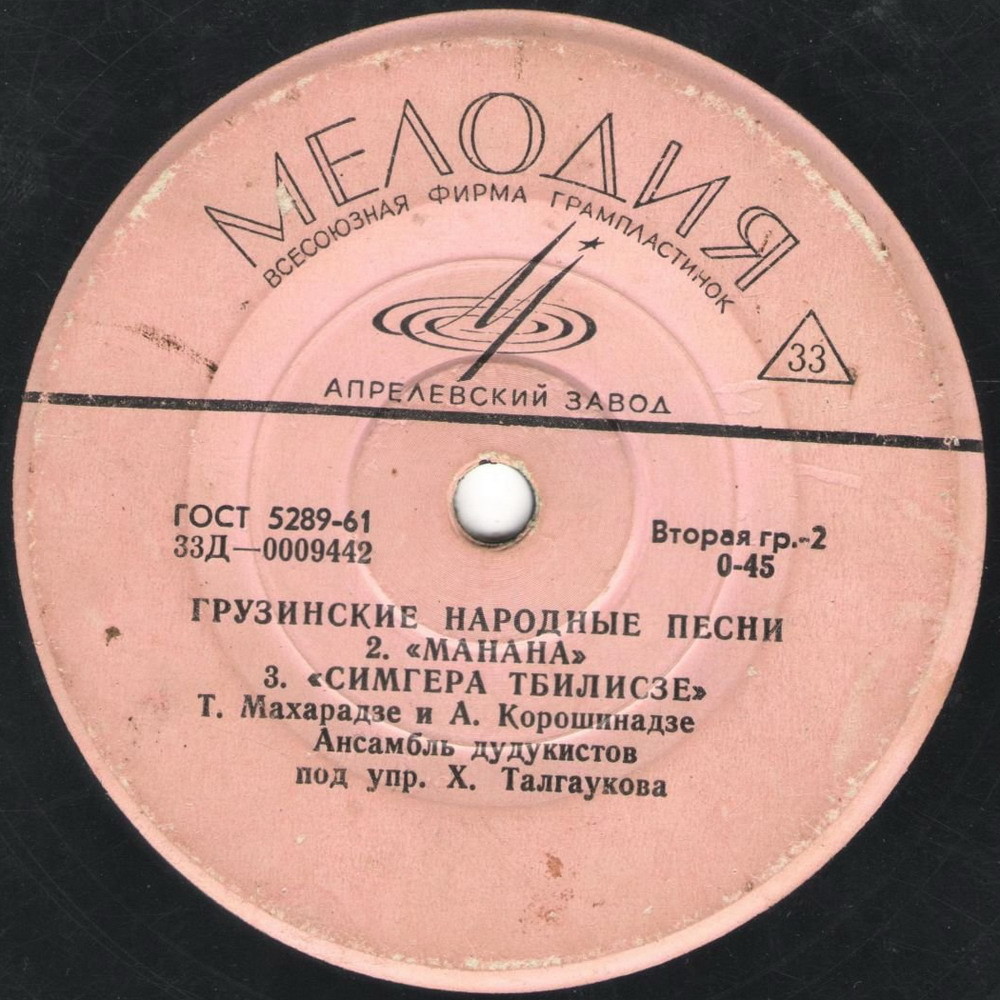 МЕЛОДИЯ
ВСЕСОЮЗНАЯ ФИРМА ГРАМПЛАСТИНОК
33
АПРЕЛЕВСКИЙ ЗАВОД
ГОСТ 5289-61
33Д—0009442
Вторая гр.-2
0-45
ГРУЗИНСКИЕ НАРОДНЫЕ ПЕСНИ
2. «МАНАНА»
3. «СИМГЕРА ТБИЛИСЗЕ»
Т. Махарадзе и А. Корошинадзе
Ансамбль дудукистов
под упр. Х. Талгаукова